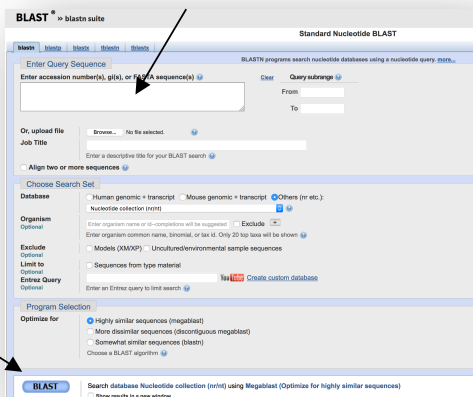 BLAST ® » blastn suite
Standard Nucleotide BLAST
blastn blastp blastx tblastn tblastx
Enter Query Sequence
BLASTN programs search nucleotide databases using a nucleotide query. more...
Enter accession number(s), gi(s), or FASTA sequence(s) Clear Query subrange
From
To
Or, upload file Browse... No file selected.
Job Title
Enter a descriptive title for your BLAST search
Align two or more sequences
Choose Search Set
Database Human genomic + transcript Mouse genomic + transcript Others (nr etc.):
Nucleotide collection (nr/nt)
Organism
Optional
Enter organism name or id--completions will be suggested Exclude +
Enter organism common name, binomial, or tax id. Only 20 top taxa will be shown
Exclude Models (XM/XP) Uncultured/environmental sample sequences
Optional
Limit to Sequences from type material
Optional
Entrez Query You Tube Create custom database
Optional Enter an Entrez query to limit search
Program Selection
Optimize for Highly similar sequences (megablast)
More dissimilar sequences (discontiguous megablast)
Somewhat similar sequences (blastn)
Choose a BLAST algorithm
BLAST Search database Nucleotide collection (nr/nt) using Megablast (Optimize for highly similar sequences)
Show results in a new window